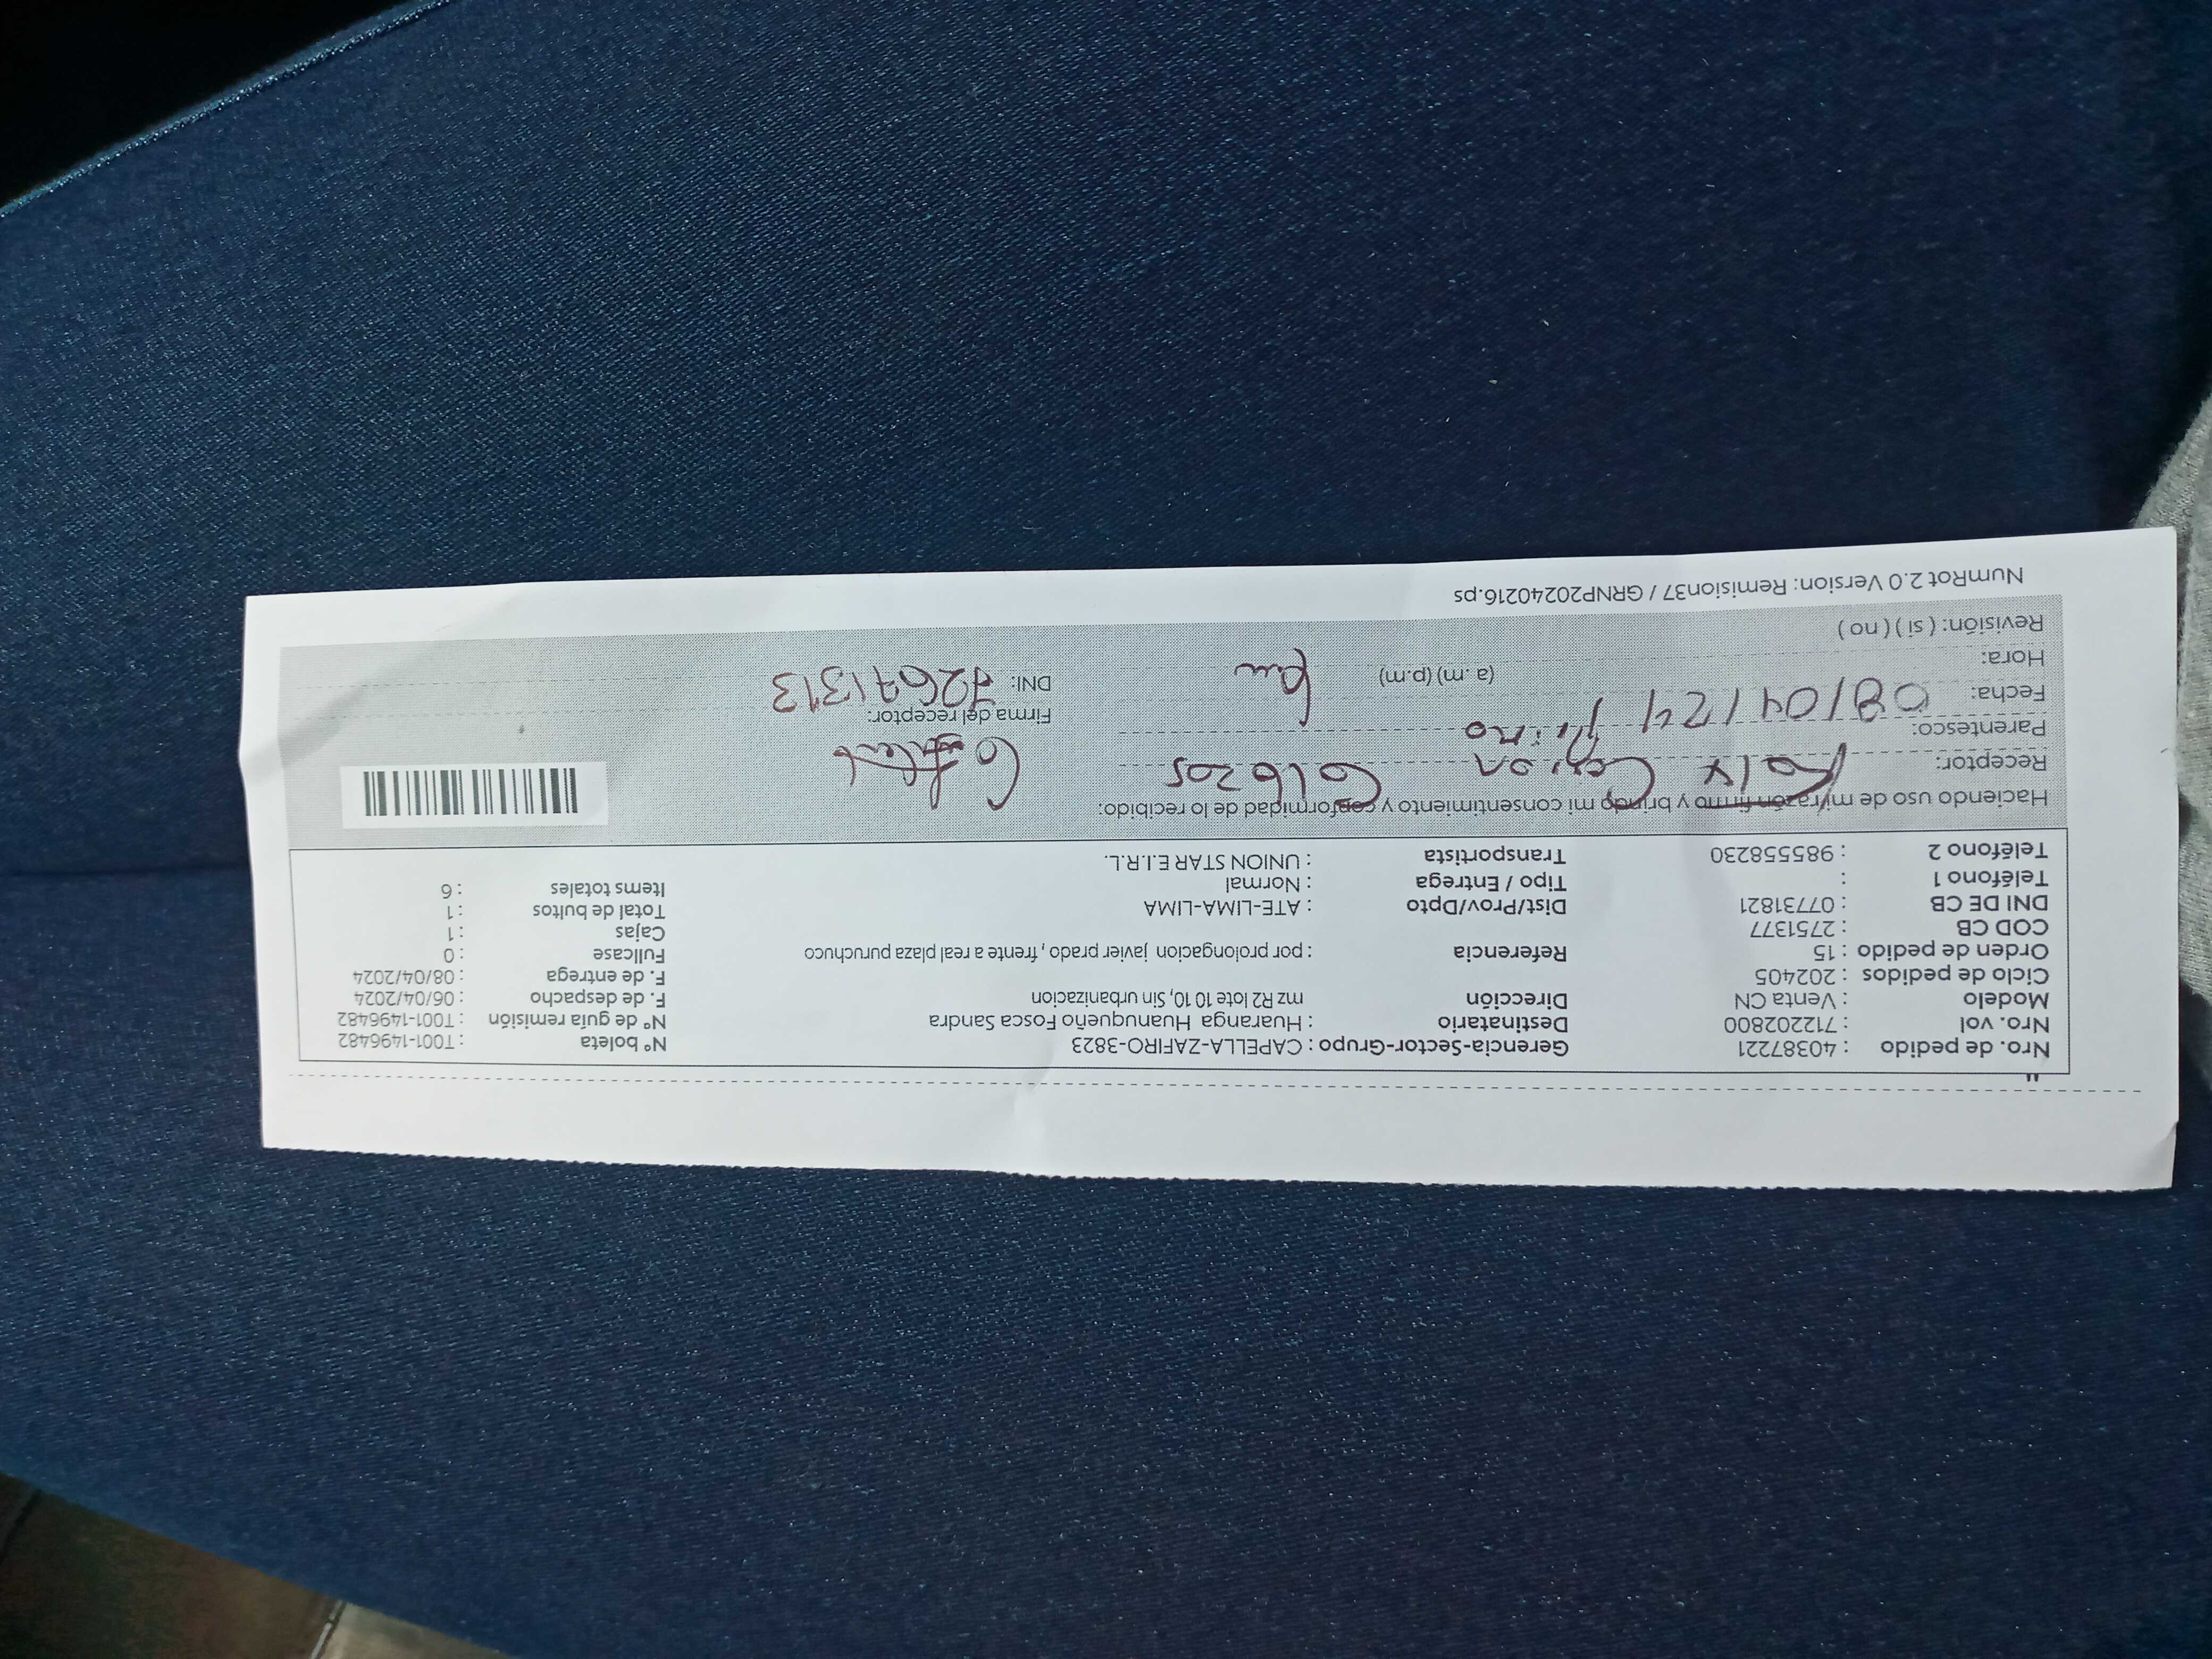 Nro. de pedido : 40387221 Gerencia-Sector-Grupo : CAPELLA-ZAFIRO-3823 N° boleta : T001-1496482
Nro. vol : 712202800 Destinatario : Huaranga Huanuqueño Fosca Sandra N° de guía remisión : T001-1496482
Modelo : Venta CN Dirección mz R2 lote 10 10, Sin urbanizacion F. de despacho : 06/04/2024
Ciclo de pedidos : 202405 F. de entrega : 08/04/2024
Orden de pedido : 15 Referencia : por prolongacion javier prado , frente a real plaza puruchuco Fullcase : 0
COD CB : 2751377 Cajas : 1
DNI DE CB : 07731821 Dist/Prov/Dpto : ATE-LIMA-LIMA Total de bultos : 1
Teléfono 1 : Tipo / Entrega : Normal Items totales : 6
Teléfono 2 : 985558230 Transportista : UNION STAR E.I.R.L.
Haciendo uso de mi razón firmo y brindo mi consentimiento y conformidad de lo recibido:
Receptor:
Parentesco: Primo Firma del receptor:
Fecha: 08/04/24 DNI: 72671313
Hora: (a. m) (p.m) pm
Revisión: ( si ) ( no )
NumRot 2.0 Version: Remision37 / GRNP20240216.ps